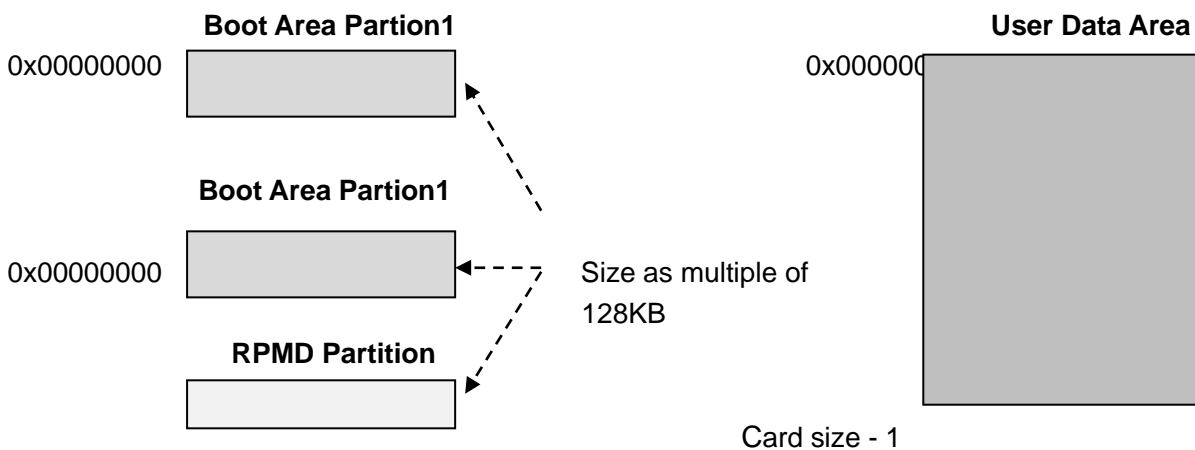 Boot Area Partion1
0x00000000
Boot Area Partion1
0x00000000
RPMD Partition
Size as multiple of
128KB
User Data Area
0x000000
Card size - 1